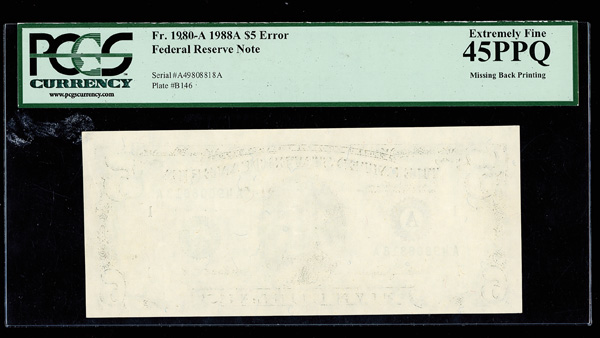 PCGS
CURRENCY
www.pcgscurrency.com
Fr. 1980-A 1988A $5 Error
Federal Reserve Note
Serial #A49808818A
Plate #B146
Extremely Fine
45PPQ
Missing Back Printing